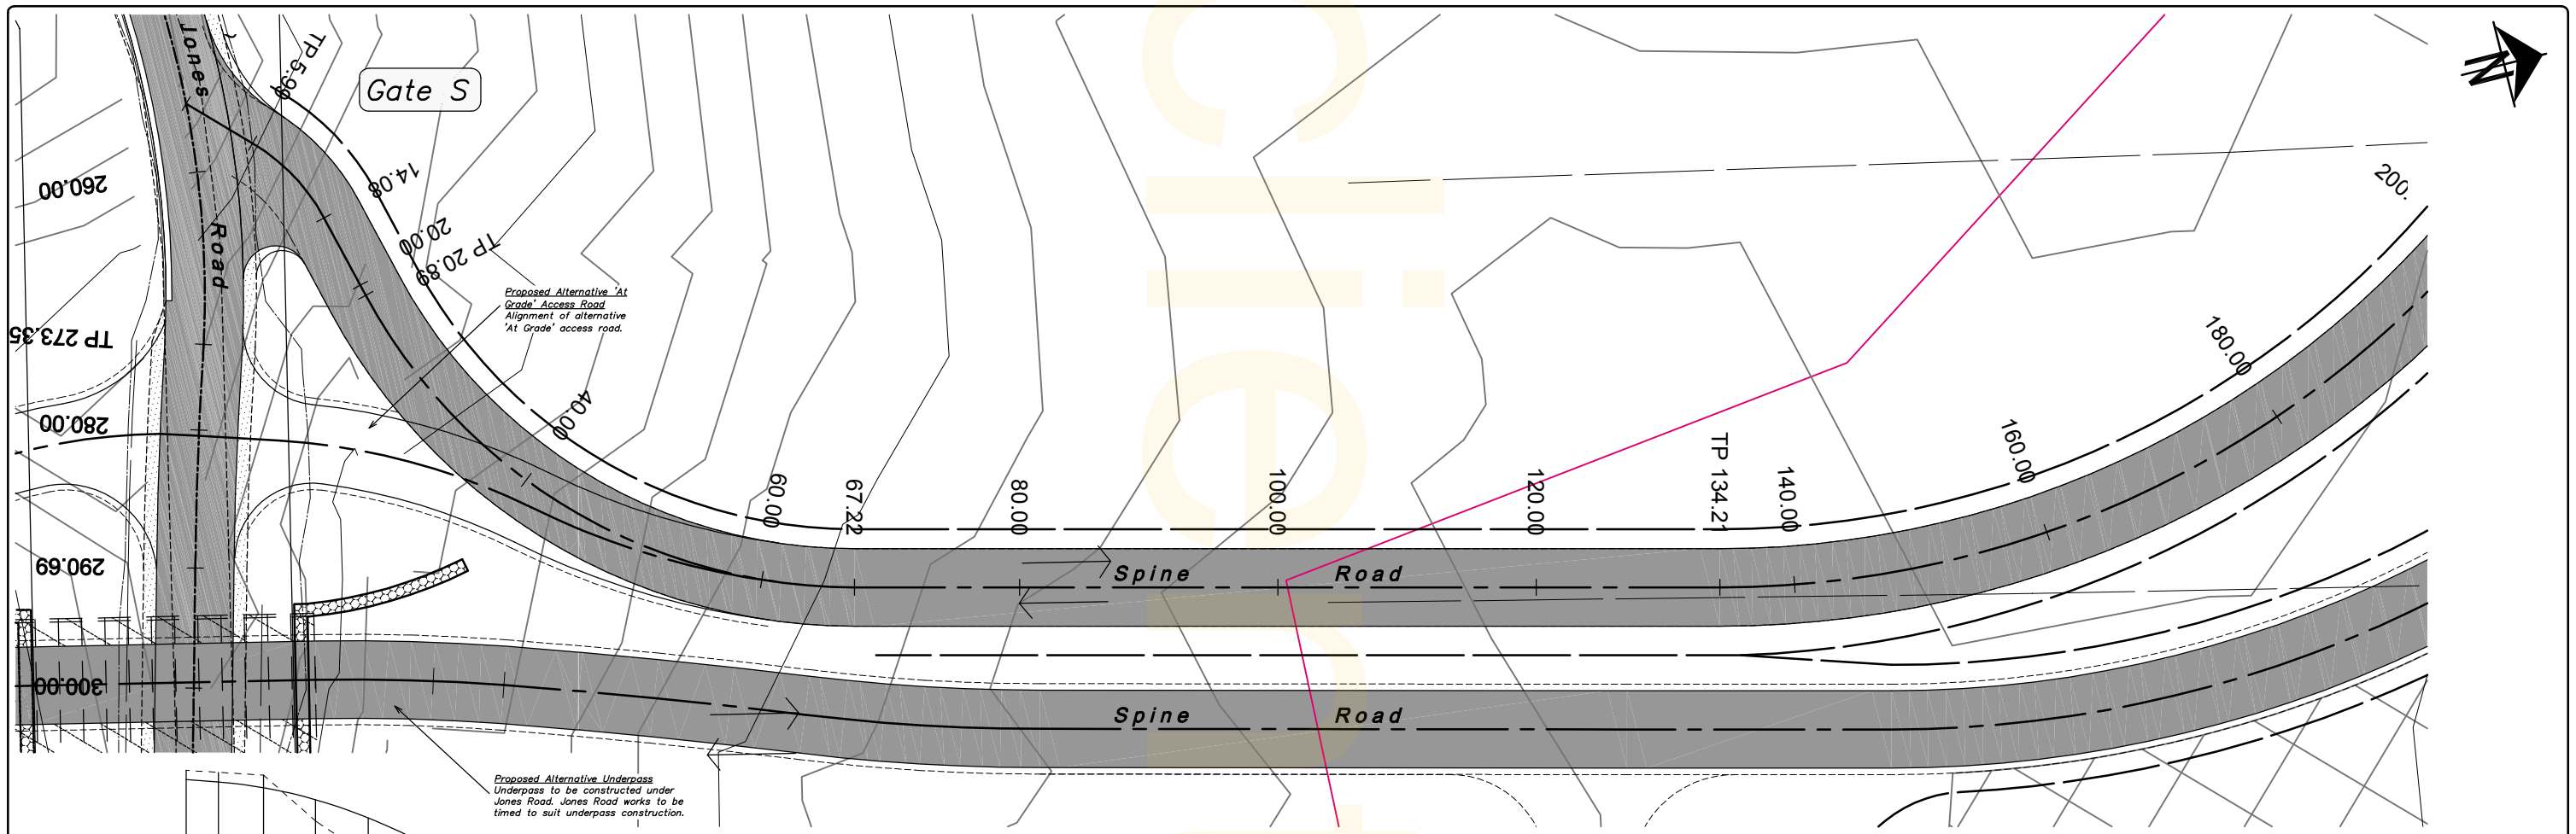 Jones
Road
TP 5.99
Gate S
N
14.08
20.00
TP 20.89
200.
260.00
TP 273.35
280.00
290.69
300.00
Proposed Alternative 'At
Grade' Access Road
Alignment of alternative
'At Grade' access road.
40.00
60.00
67.22
80.00
100.00
120.00
TP 134.21
140.00
160.00
180.00
Spine Road
Spine Road
Proposed Alternative Underpass
Underpass to be constructed under
Jones Road. Jones Road works to be
timed to suit underpass construction.